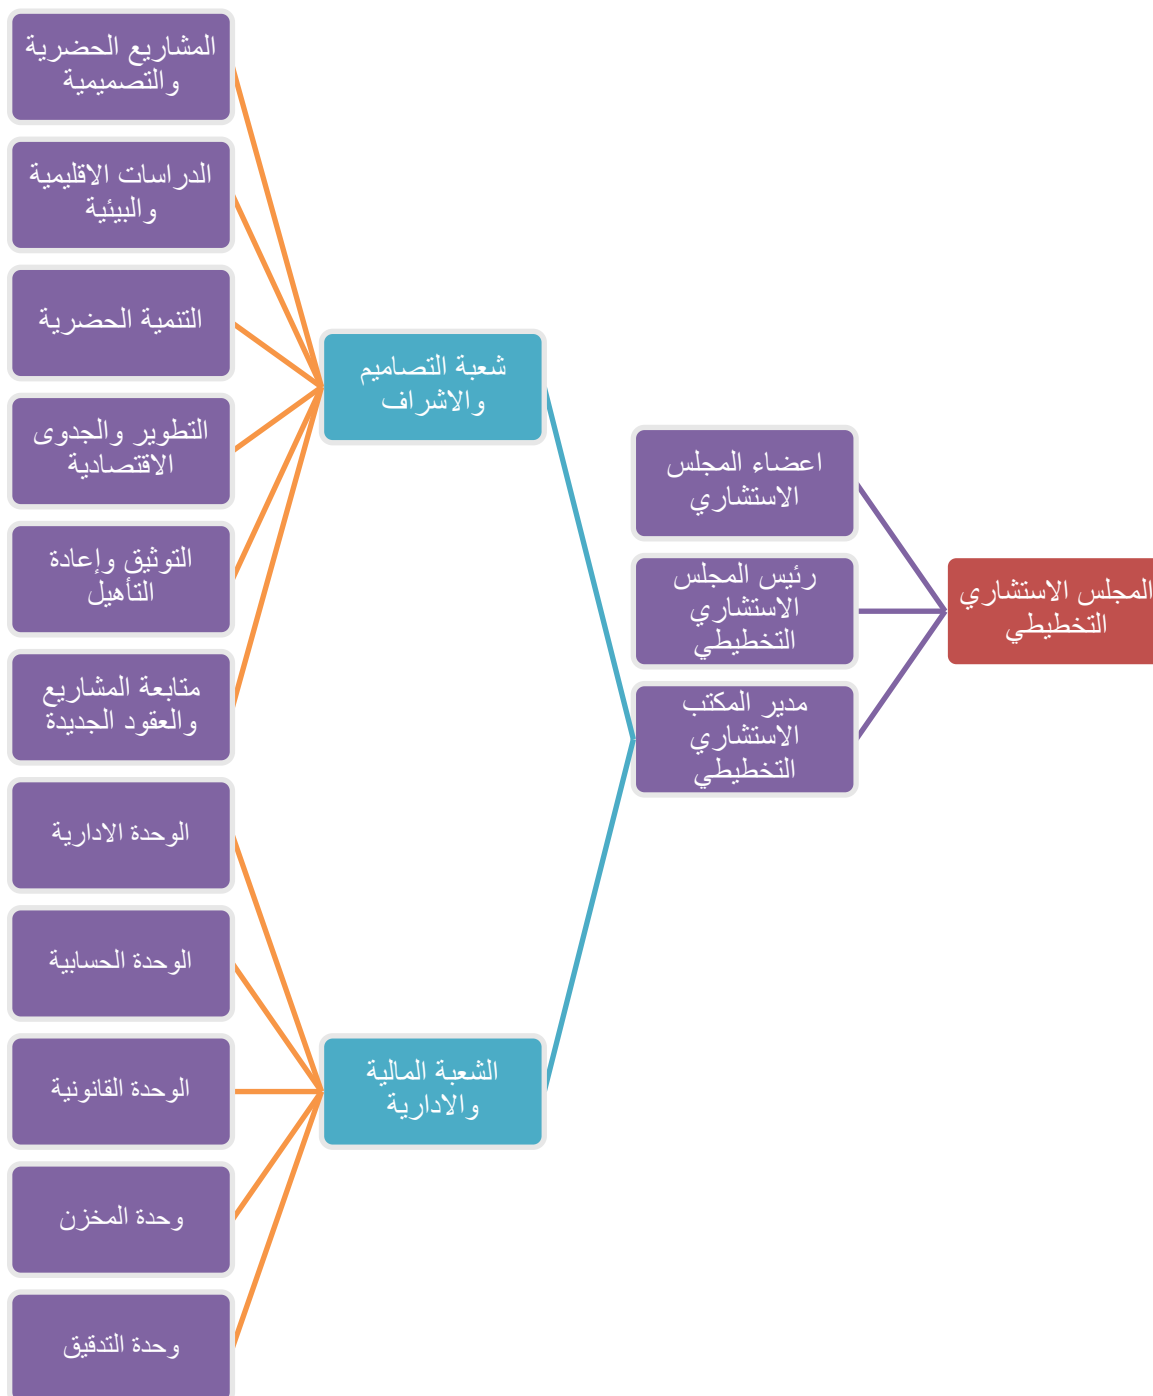 المجلس الاستشاري
التخطيطي
اعضاء المجلس
الاستشاري
رئيس المجلس
الاستشاري
التخطيطي
مدير المكتب
الاستشاري
التخطيطي
شعبة التصاميم
والاشراف
المشاريع الحضرية
والتصميمية
الدراسات الاقليمية
والبيئية
التنمية الحضرية
التطوير والجدوى
الاقتصادية
التوثيق وإعادة
التأهيل
متابعة المشاريع
والعقود الجديدة
الشعبة المالية
والادارية
الوحدة الادارية
الوحدة الحسابية
الوحدة القانونية
وحدة المخزن
وحدة التدقيق